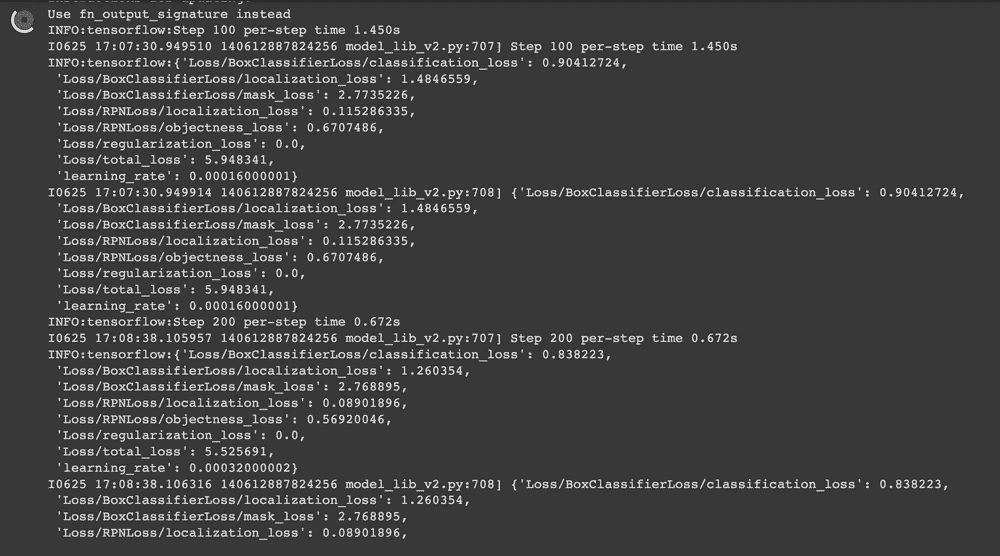 Use fn_output_signature instead
INFO:tensorflow:Step 100 per-step time 1.450s
I0625 17:07:30.949510 140612887824256 model_lib_v2.py:707] Step 100 per-step time 1.450s
INFO:tensorflow:{'Loss/BoxClassifierLoss/classification_loss': 0.90412724,
'Loss/BoxClassifierLoss/localization_loss': 1.4846559,
'Loss/BoxClassifierLoss/mask_loss': 2.7735226,
'Loss/RPNLoss/localization_loss': 0.115286335,
'Loss/RPNLoss/objectness_loss': 0.6707486,
'Loss/regularization_loss': 0.0,
'Loss/total_loss': 5.948341,
'learning_rate': 0.00016000001}
I0625 17:07:30.949914 140612887824256 model_lib_v2.py:708] {'Loss/BoxClassifierLoss/classification_loss': 0.90412724,
'Loss/BoxClassifierLoss/localization_loss': 1.4846559,
'Loss/BoxClassifierLoss/mask_loss': 2.7735226,
'Loss/RPNLoss/localization_loss': 0.115286335,
'Loss/RPNLoss/objectness_loss': 0.6707486,
'Loss/regularization_loss': 0.0,
'Loss/total_loss': 5.948341,
'learning_rate': 0.00016000001}
INFO:tensorflow:Step 200 per-step time 0.672s
I0625 17:08:38.105957 140612887824256 model_lib_v2.py:707] Step 200 per-step time 0.672s
INFO:tensorflow:{'Loss/BoxClassifierLoss/classification_loss': 0.838223,
'Loss/BoxClassifierLoss/localization_loss': 1.260354,
'Loss/BoxClassifierLoss/mask_loss': 2.768895,
'Loss/RPNLoss/localization_loss': 0.08901896,
'Loss/RPNLoss/objectness_loss': 0.56920046,
'Loss/regularization_loss': 0.0,
'Loss/total_loss': 5.525691,
'learning_rate': 0.00032000002}
I0625 17:08:38.106316 140612887824256 model_lib_v2.py:708] {'Loss/BoxClassifierLoss/classification_loss': 0.838223,
'Loss/BoxClassifierLoss/localization_loss': 1.260354,
'Loss/BoxClassifierLoss/mask_loss': 2.768895,
'Loss/RPNLoss/localization_loss': 0.08901896,